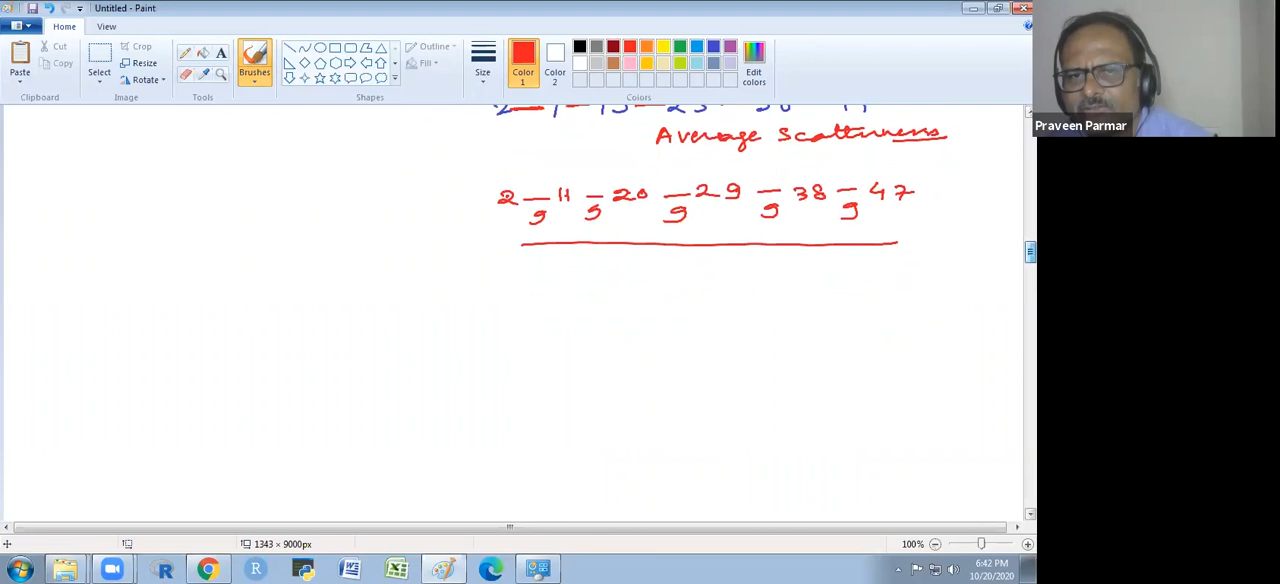 Untitled - Paint
Home View
Paste
Cut
Copy
Select
Crop
Resize
Rotate
Brushes
Outline
Fill
Size
Color 1
Color 2
Edit colors
Clipboard Image Tools Shapes Colors
Praveen Parmar
Average Scatterness
2 11 20 29 38 47
9 9 9 9 9
1343 × 9000px 100%
6:42 PM
10/20/2020